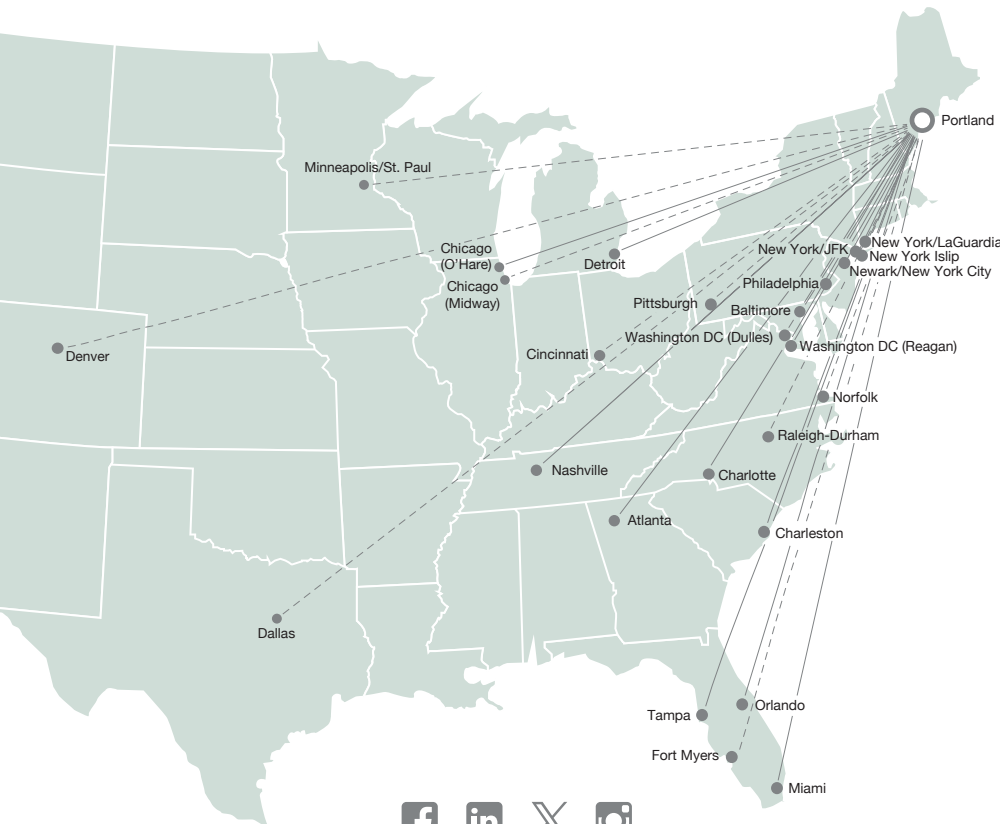 Portland
Minneapolis/St. Paul
New York/LaGuardia
New York/JFK
New York Islip
Chicago
(O'Hare)
Detroit
Newark/New York City
Chicago
(Midway)
Philadelphia
Pittsburgh
Baltimore
Washington DC (Dulles)
Washington DC (Reagan)
Denver
Cincinnati
Norfolk
Raleigh-Durham
Nashville
Charlotte
Atlanta
Charleston
Dallas
Orlando
Tampa
Fort Myers
Miami